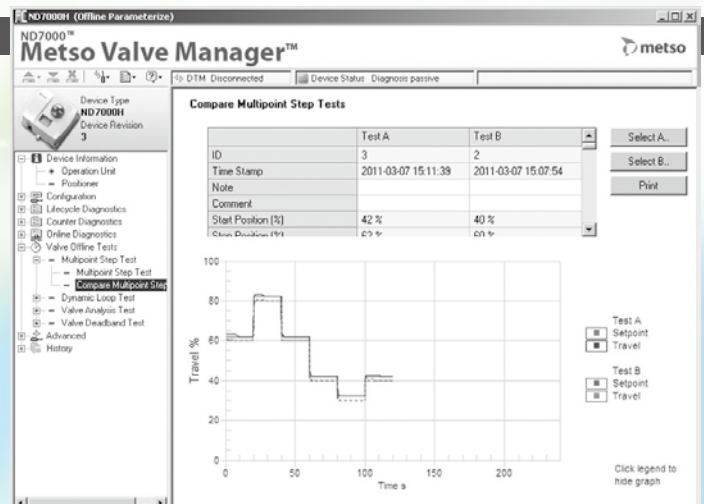 ND7000H (Offline Parameterize)
ND7000™
Metso Valve Manager™
metso
DTM Disconnected
Device Status Diagnosis passive
Device Type
ND7000H
Device Revision
3
Device Information
Operation Unit
Positioner
Configuration
Lifecycle Diagnostics
Counter Diagnostics
Online Diagnostics
Valve Offline Tests
Multipoint Step Test
Multipoint Step Test
Compare Multipoint Step
Dynamic Loop Test
Valve Analysis Test
Valve Deadband Test
Advanced
History
Compare Multipoint Step Tests
Test A Test B
ID 3 2
Time Stamp 2011-03-07 15:11:39 2011-03-07 15:07:54
Note
Comment
Start Position (%) 42 % 40 %
Stop Position (%) 62 % 60 %
Select A..
Select B..
Print
100
80
60
40
20
0
Travel %
0 50 100 150 200
Time s
Test A
Setpoint
Travel
Test B
Setpoint
Travel
Click legend to
hide graph